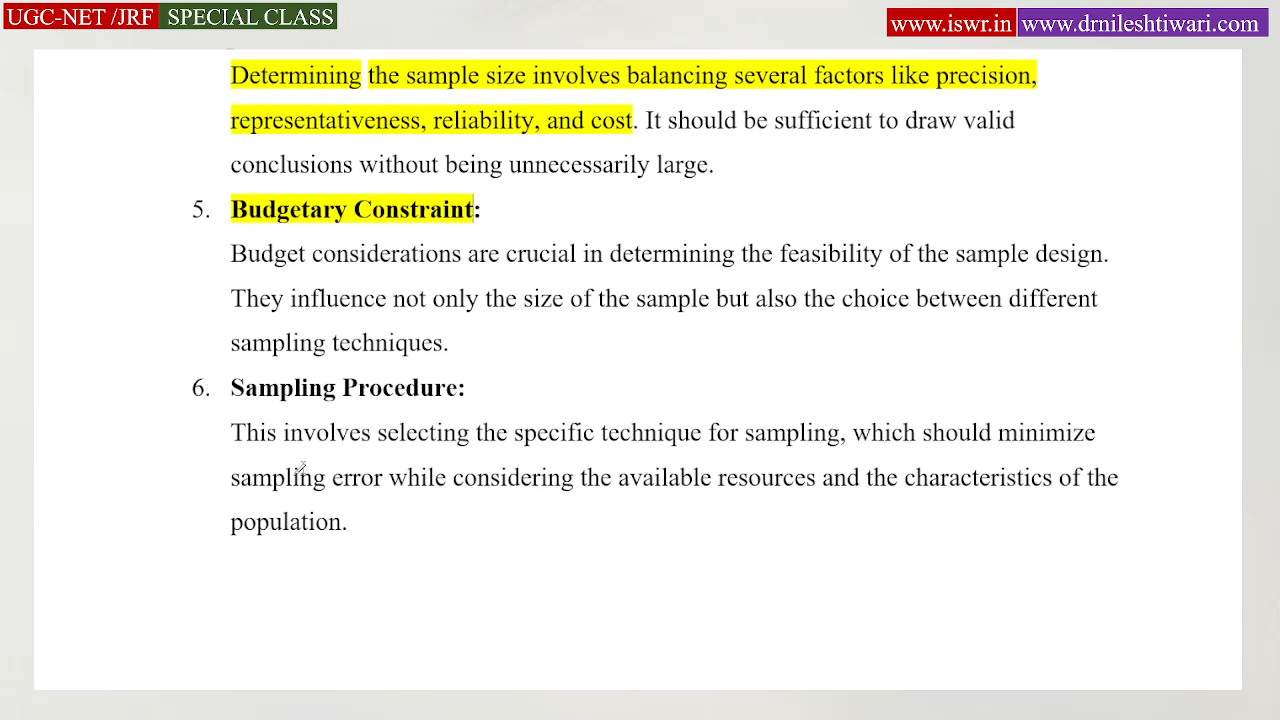 UGC-NET /JRF SPECIAL CLASS
www.iswr.in www.drnileshtiwari.com
Determining the sample size involves balancing several factors like precision,
representativeness, reliability, and cost. It should be sufficient to draw valid
conclusions without being unnecessarily large.
5. Budgetary Constraint:
Budget considerations are crucial in determining the feasibility of the sample design.
They influence not only the size of the sample but also the choice between different
sampling techniques.
6. Sampling Procedure:
This involves selecting the specific technique for sampling, which should minimize
sampling error while considering the available resources and the characteristics of the
population.